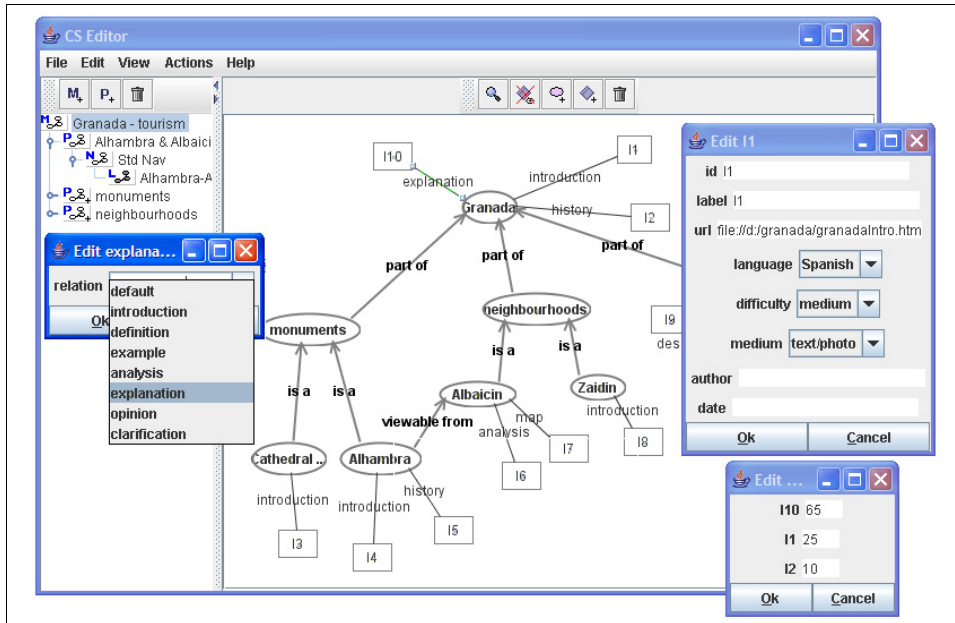 CS Editor
File Edit View Actions Help
M+ P+
M Granada - tourism
P Alhambra & Albaici
N Std Nav
L Alhambra-A
P+ monuments
P+ neighbourhoods
Edit explana...
relation
default
introduction
definition
example
analysis
explanation
opinion
clarification
Ok
I10
I1
explanation
introduction
Granada
history
I2
part of
part of
part of
monuments
neighbourhoods
I9
des
is a
is a
is a
is a
Albaicin
Zaidin
viewable from
map
introduction
analysis
I7
I8
Cathedral ..
Alhambra
I6
introduction
introduction
history
I3
I4
I5
Edit I1
id I1
label I1
url file://d:/granada/granadaIntro.htm
language Spanish
difficulty medium
medium text/photo
author
date
Ok Cancel
Edit ...
I10 65
I1 25
I2 10
Ok Cancel